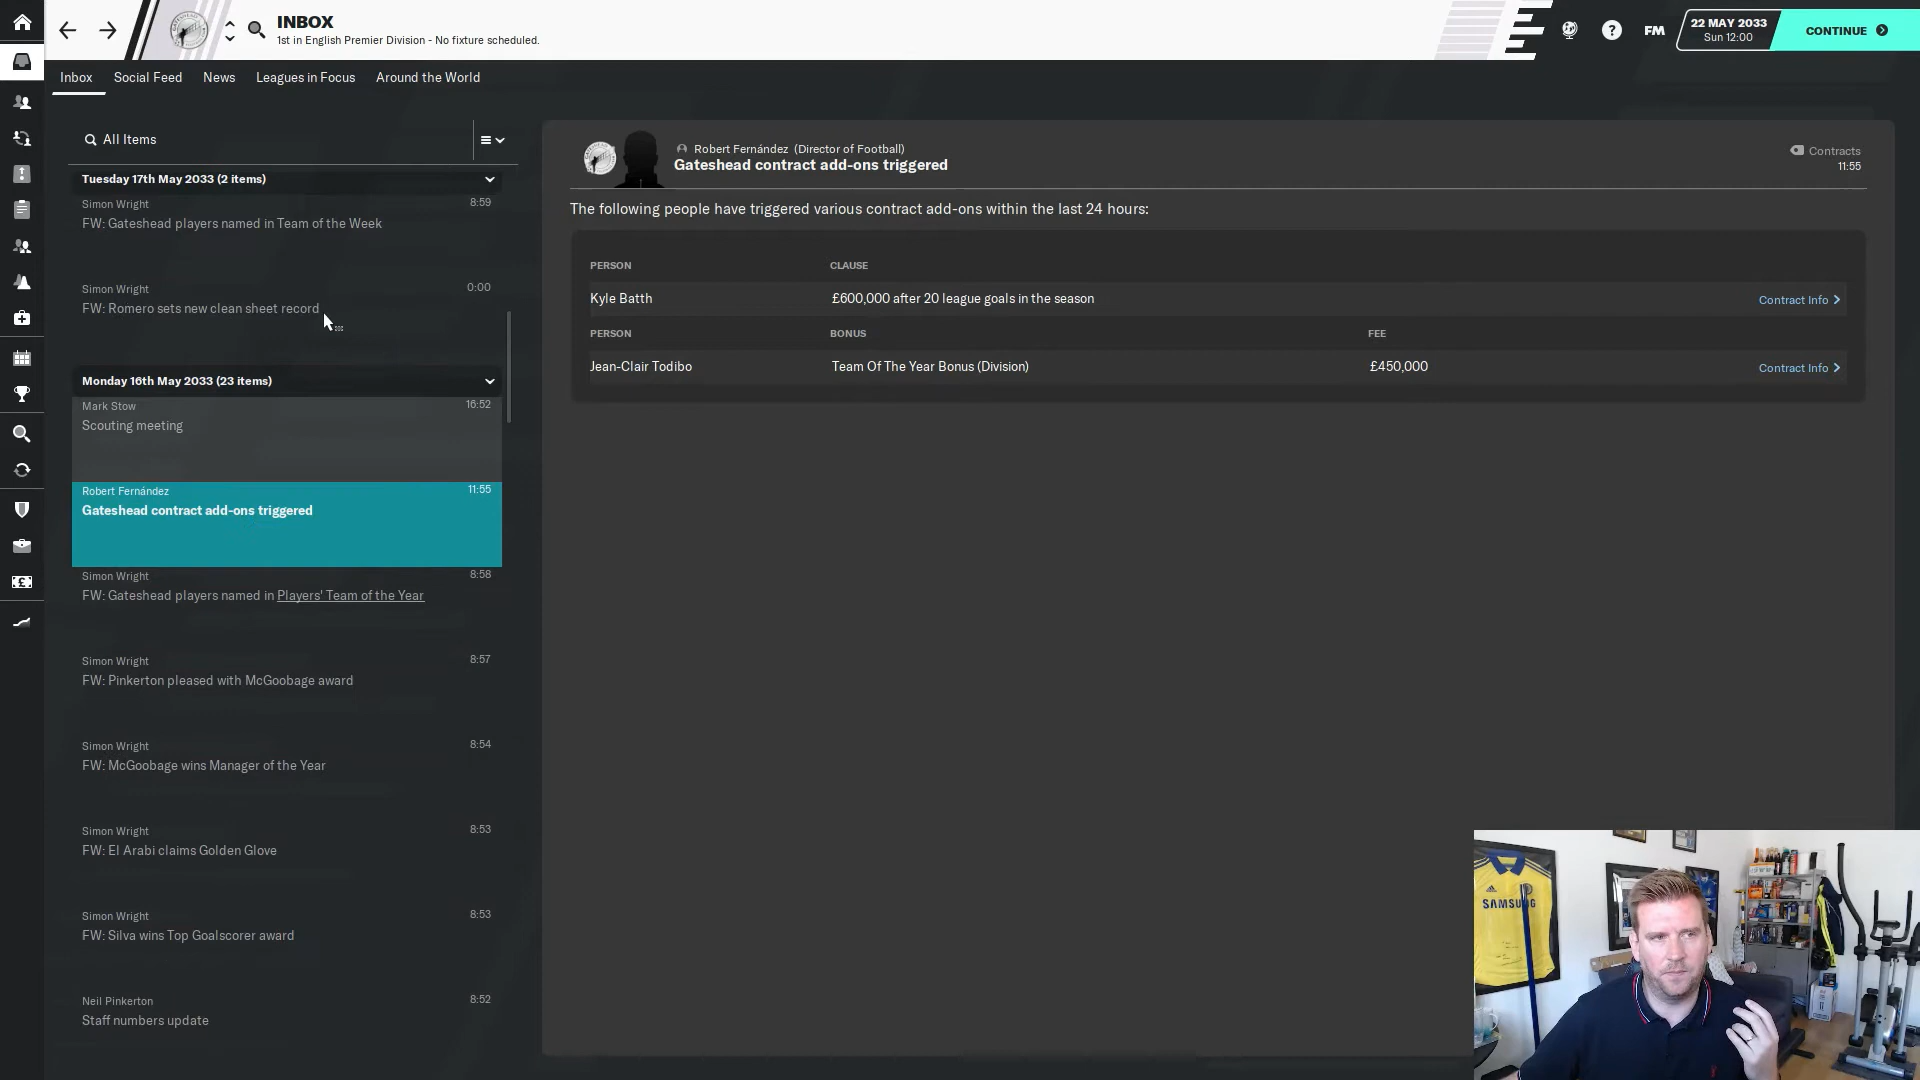 INBOX
1st in English Premier Division - No fixture scheduled.
FM
22 MAY 2033
Sun 12:00
CONTINUE
Inbox
Social Feed
News
Leagues in Focus
Around the World
All Items
Tuesday 17th May 2033 (2 items)
Simon Wright
8:59
FW: Gateshead players named in Team of the Week
Simon Wright
0:00
FW: Romero sets new clean sheet record
Monday 16th May 2033 (23 items)
Mark Stow
16:52
Scouting meeting
Robert Fernández
11:55
Gateshead contract add-ons triggered
Simon Wright
8:58
FW: Gateshead players named in Players' Team of the Year
Simon Wright
8:57
FW: Pinkerton pleased with McGoobage award
Simon Wright
8:54
FW: McGoobage wins Manager of the Year
Simon Wright
8:53
FW: El Arabi claims Golden Glove
Simon Wright
8:53
FW: Silva wins Top Goalscorer award
Neil Pinkerton
8:52
Staff numbers update
Robert Fernández (Director of Football)
Gateshead contract add-ons triggered
Contracts
11:55
The following people have triggered various contract add-ons within the last 24 hours:
PERSON
CLAUSE
Kyle Batth
£600,000 after 20 league goals in the season
Contract Info
PERSON
BONUS
FEE
Jean-Clair Todibo
Team Of The Year Bonus (Division)
£450,000
Contract Info
SAMSUNG